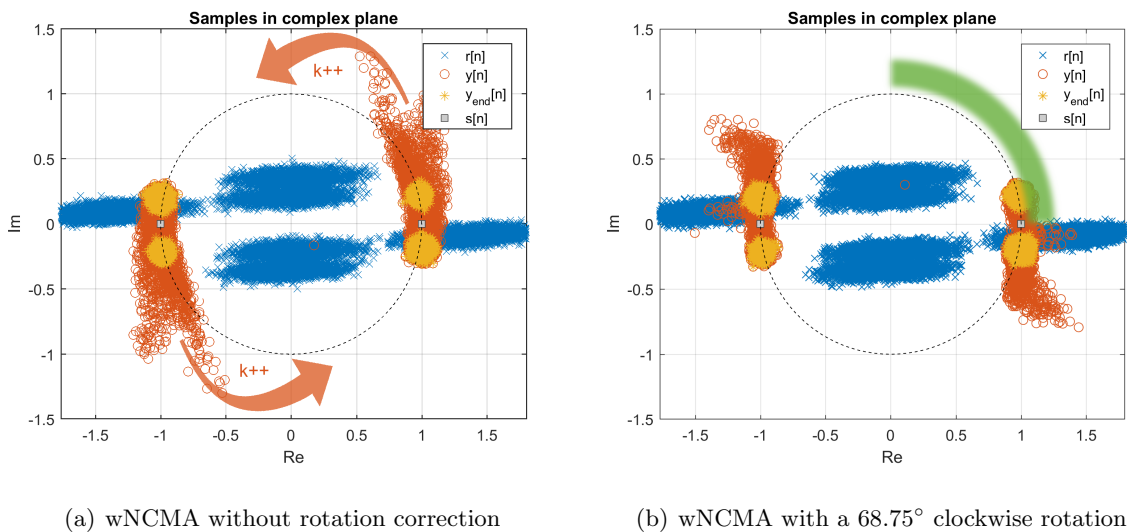 Samples in complex plane
1.5
1
0.5
0
-0.5
-1
-1.5
Im
-1.5 -1 -0.5 0 0.5 1 1.5
Re
k++
k++
r[n]
y[n]
yend[n]
s[n]
(a) wNCMA without rotation correction
Samples in complex plane
1.5
1
0.5
0
-0.5
-1
-1.5
Im
-1.5 -1 -0.5 0 0.5 1 1.5
Re
r[n]
y[n]
yend[n]
s[n]
(b) wNCMA with a 68.75° clockwise rotation